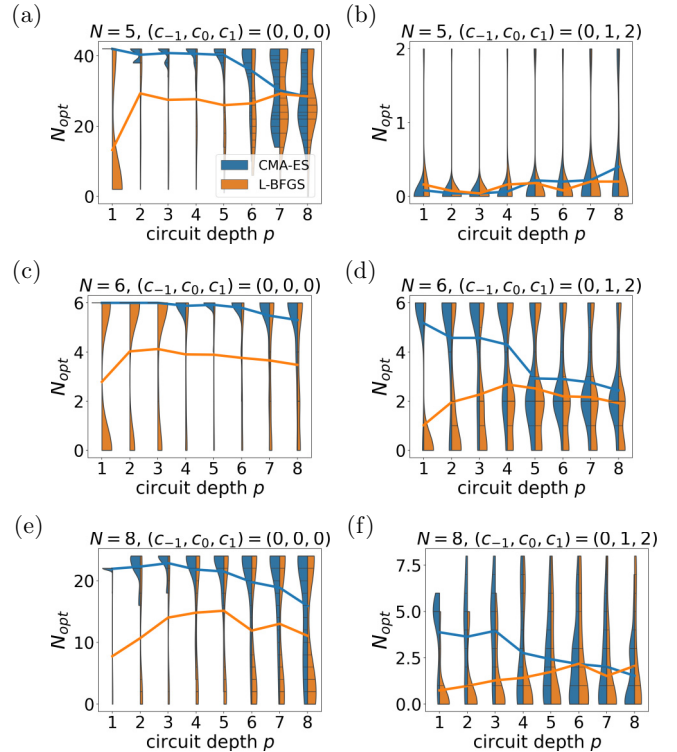 (a)
N = 5, (c₋₁, c₀, c₁) = (0, 0, 0)
N_opt
40
20
0
CMA-ES
L-BFGS
1 2 3 4 5 6 7 8
circuit depth p
(b)
N = 5, (c₋₁, c₀, c₁) = (0, 1, 2)
N_opt
2
1
0
1 2 3 4 5 6 7 8
circuit depth p
(c)
N = 6, (c₋₁, c₀, c₁) = (0, 0, 0)
N_opt
6
4
2
0
1 2 3 4 5 6 7 8
circuit depth p
(d)
N = 6, (c₋₁, c₀, c₁) = (0, 1, 2)
N_opt
6
4
2
0
1 2 3 4 5 6 7 8
circuit depth p
(e)
N = 8, (c₋₁, c₀, c₁) = (0, 0, 0)
N_opt
20
10
0
1 2 3 4 5 6 7 8
circuit depth p
(f)
N = 8, (c₋₁, c₀, c₁) = (0, 1, 2)
N_opt
7.5
5.0
2.5
0.0
1 2 3 4 5 6 7 8
circuit depth p